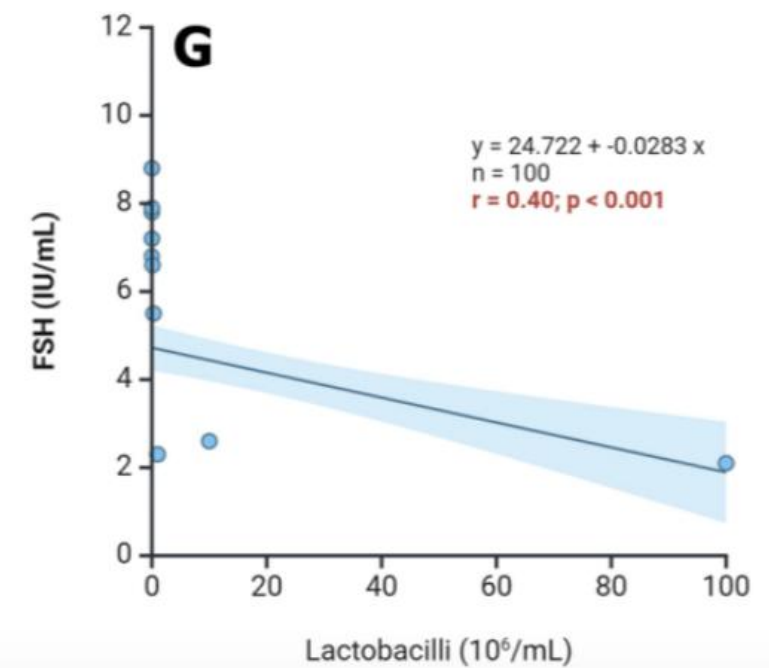 G
12
10
8
6
4
2
0
FSH (IU/mL)
y = 24.722 + -0.0283 x
n = 100
r = 0.40; p < 0.001
0 20 40 60 80 100
Lactobacilli (10⁶/mL)